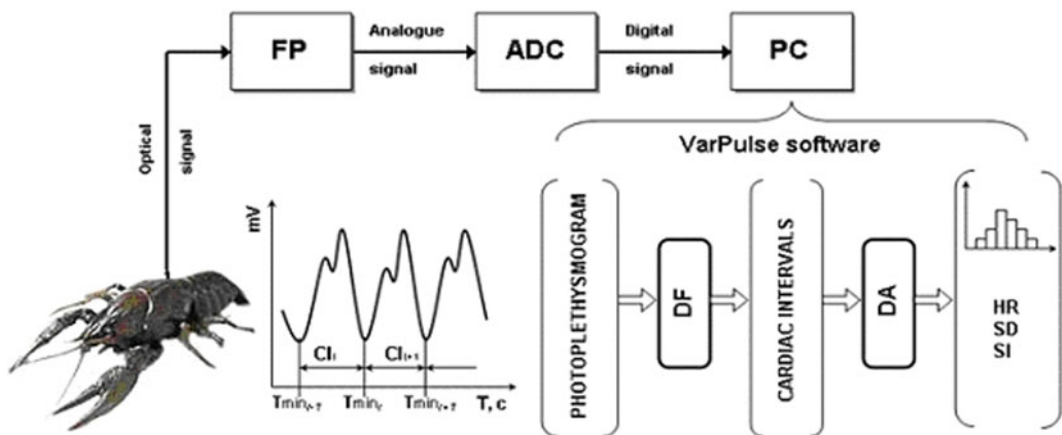 FP
Analogue
signal
ADC
Digital
signal
PC
Optical
signal
VarPulse software
mV
CIᵢ
CIᵢ₊₁
Tminᵢ₋₁
Tminᵢ
Tminᵢ₊₁
T, c
PHOTOPLETHYSMOGRAM
DF
CARDIAC INTERVALS
DA
HR
SD
SI